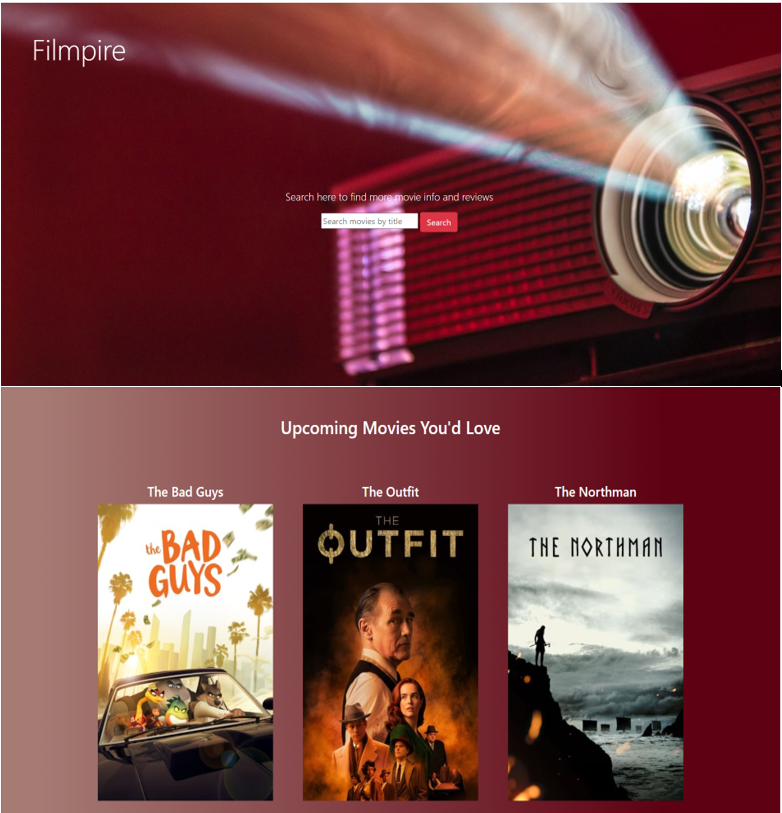 Filmpire
Search here to find more movie info and reviews
Search movies by title
Search
Upcoming Movies You'd Love
The Bad Guys
The Outfit
The Northman
the BAD
GUYS
THE
OUTFIT
THE NORTHMAN